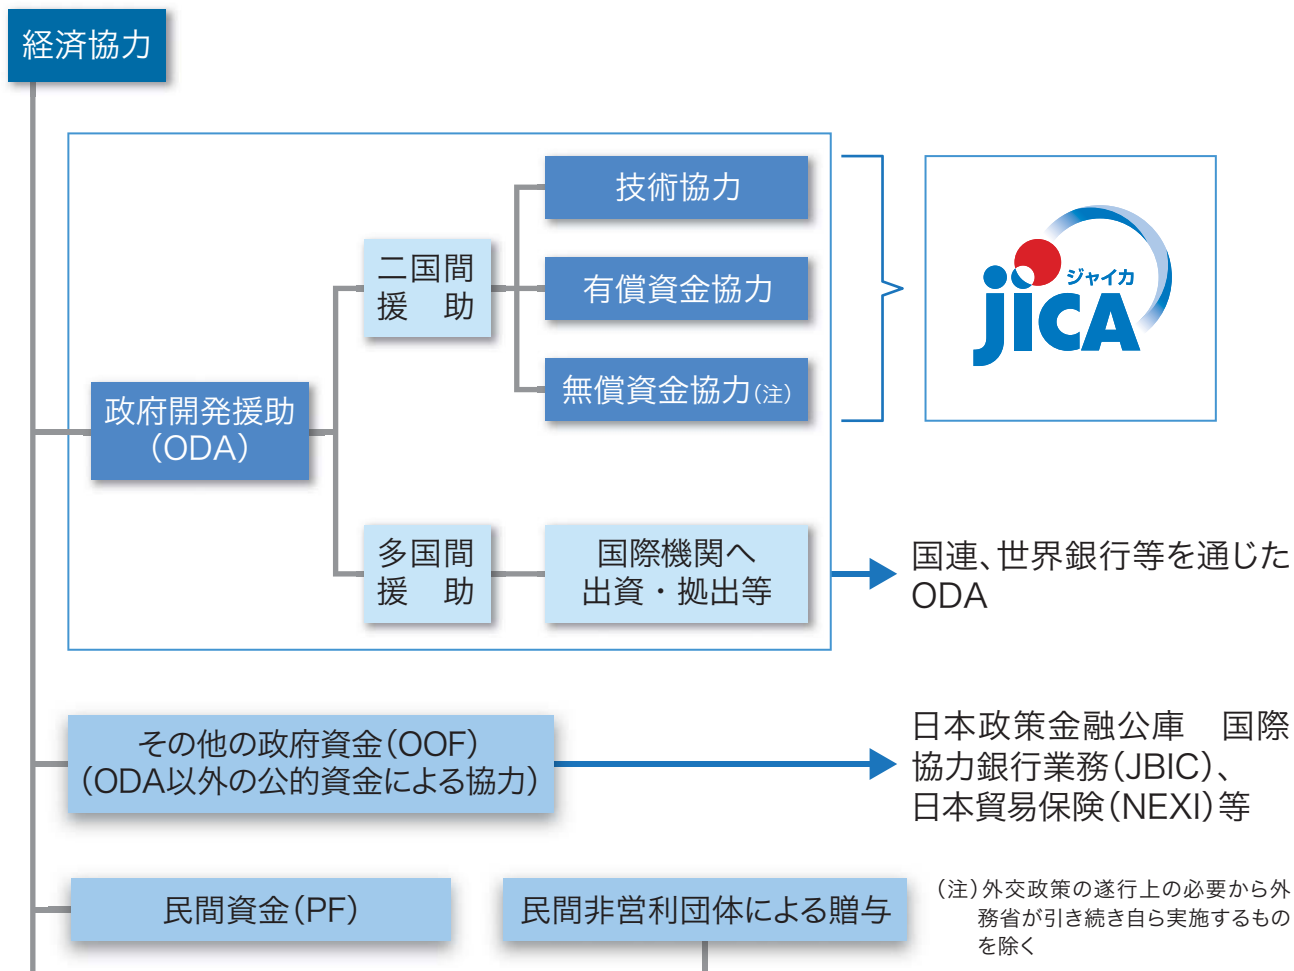 経済協力
技術協力
二国間
援　助
有償資金協力
無償資金協力(注)
ジャイカ
JICA
政府開発援助
(ODA)
多国間
援　助
国際機関へ
出資・拠出等
国連、世界銀行等を通じた
ODA
その他の政府資金(OOF)
(ODA以外の公的資金による協力)
日本政策金融公庫　国際
協力銀行業務(JBIC)、
日本貿易保険(NEXI)等
民間資金(PF)
民間非営利団体による贈与
(注)外交政策の遂行上の必要から外
務省が引き続き自ら実施するもの
を除く